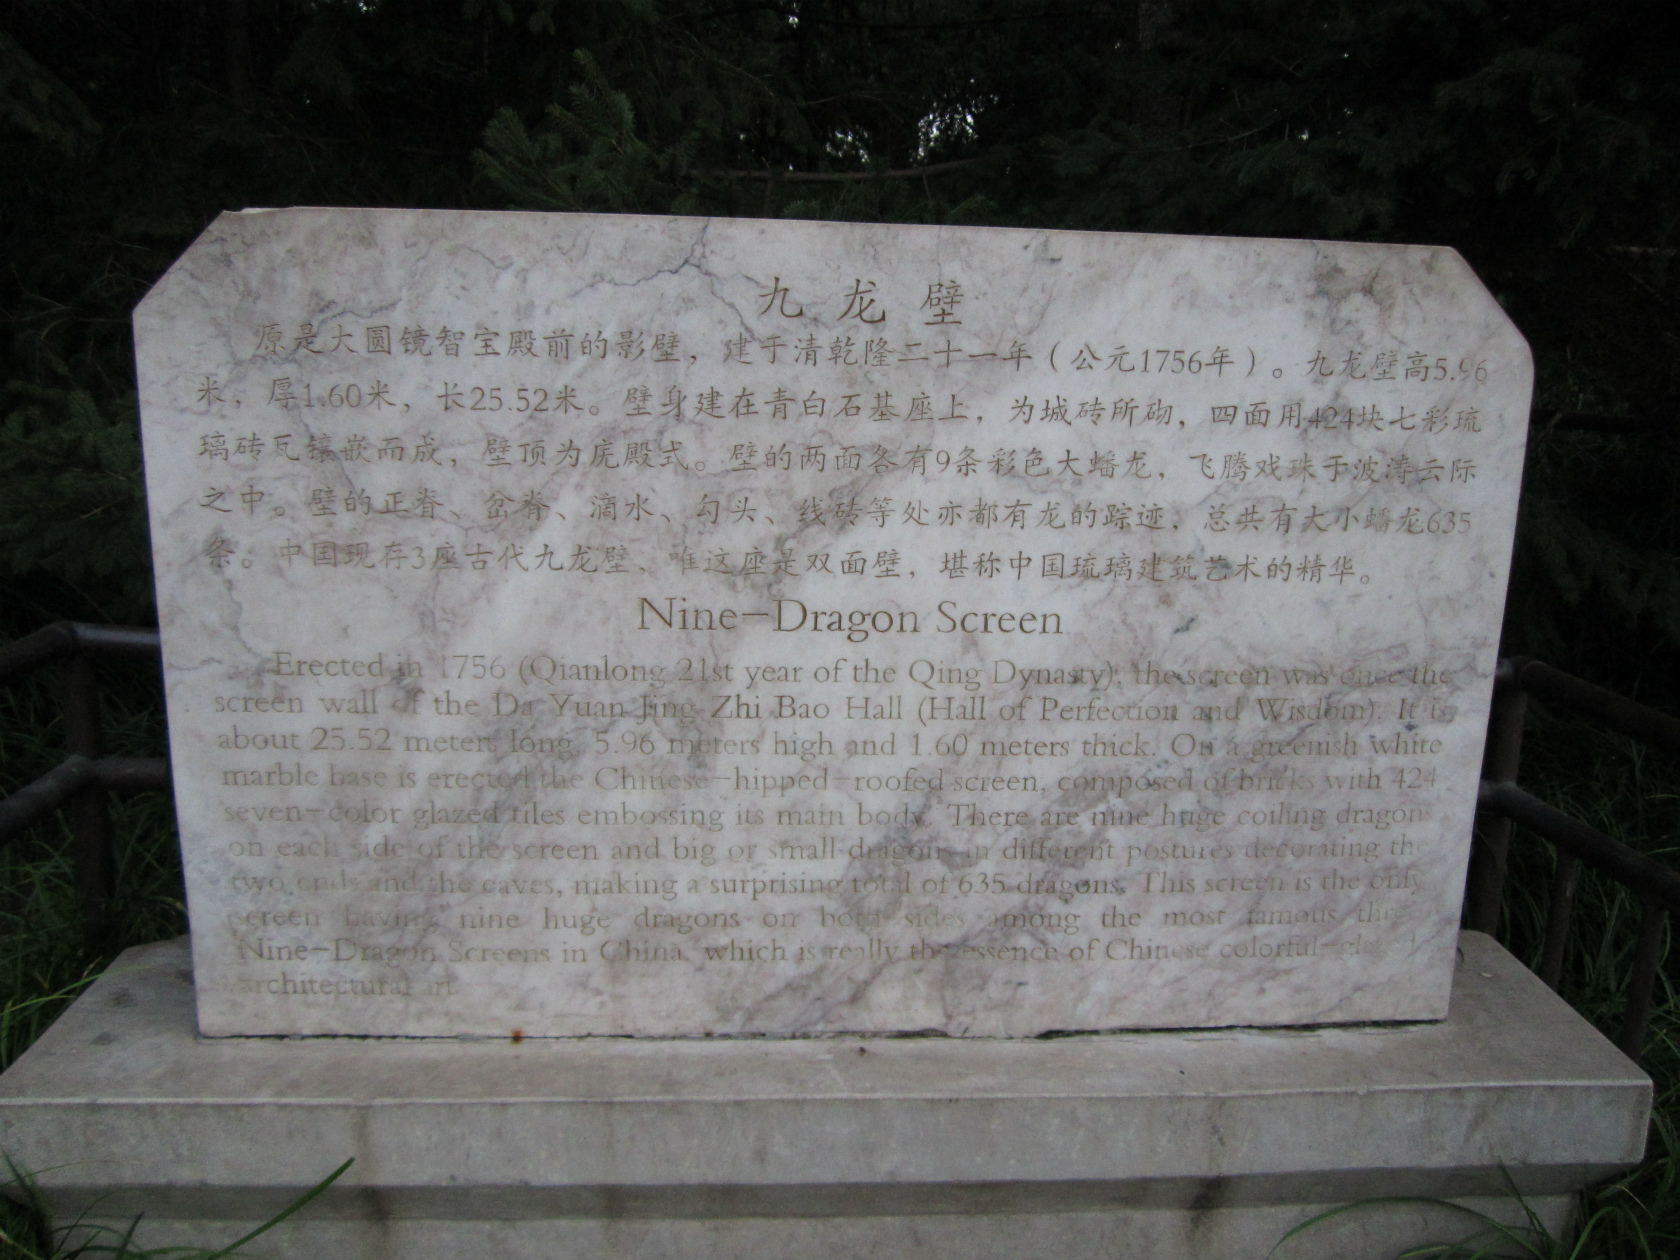 九龙壁
原是大圆镜智宝殿前的影壁，建于清乾隆二十一年（公元1756年）。九龙壁高5.96
米，厚1.60米，长25.52米。壁身建在青白石基座上，为城砖所砌，四面用424块七彩琉
璃砖瓦镶嵌而成，壁顶为庑殿式。壁的两面各有9条彩色大蟠龙，飞腾戏珠于波涛云际
之中。壁的正脊、岔脊、滴水、勾头、线砖等处亦都有龙的踪迹，总共有大小蟠龙635
条。中国现存3座古代九龙壁，唯这座是双面壁，堪称中国琉璃建筑艺术的精华。
Nine-Dragon Screen
Erected in 1756 (Qianlong 21st year of the Qing Dynasty), the screen was once the
screen wall of the Da Yuan Jing Zhi Bao Hall (Hall of Perfection and Wisdom). It is
about 25.52 meters long, 5.96 meters high and 1.60 meters thick. On a greenish white
marble base is erected the Chinese-hipped-roofed screen, composed of bricks with 424
seven-color glazed tiles embossing its main body. There are nine huge coiling dragons
on each side of the screen and big or small dragons in different postures decorating the
two ends and the eaves, making a surprising total of 635 dragons. This screen is the only
screen having nine huge dragons on both sides among the most famous three
Nine-Dragon Screens in China, which is really the essence of Chinese colorful-glazed
architectural art.